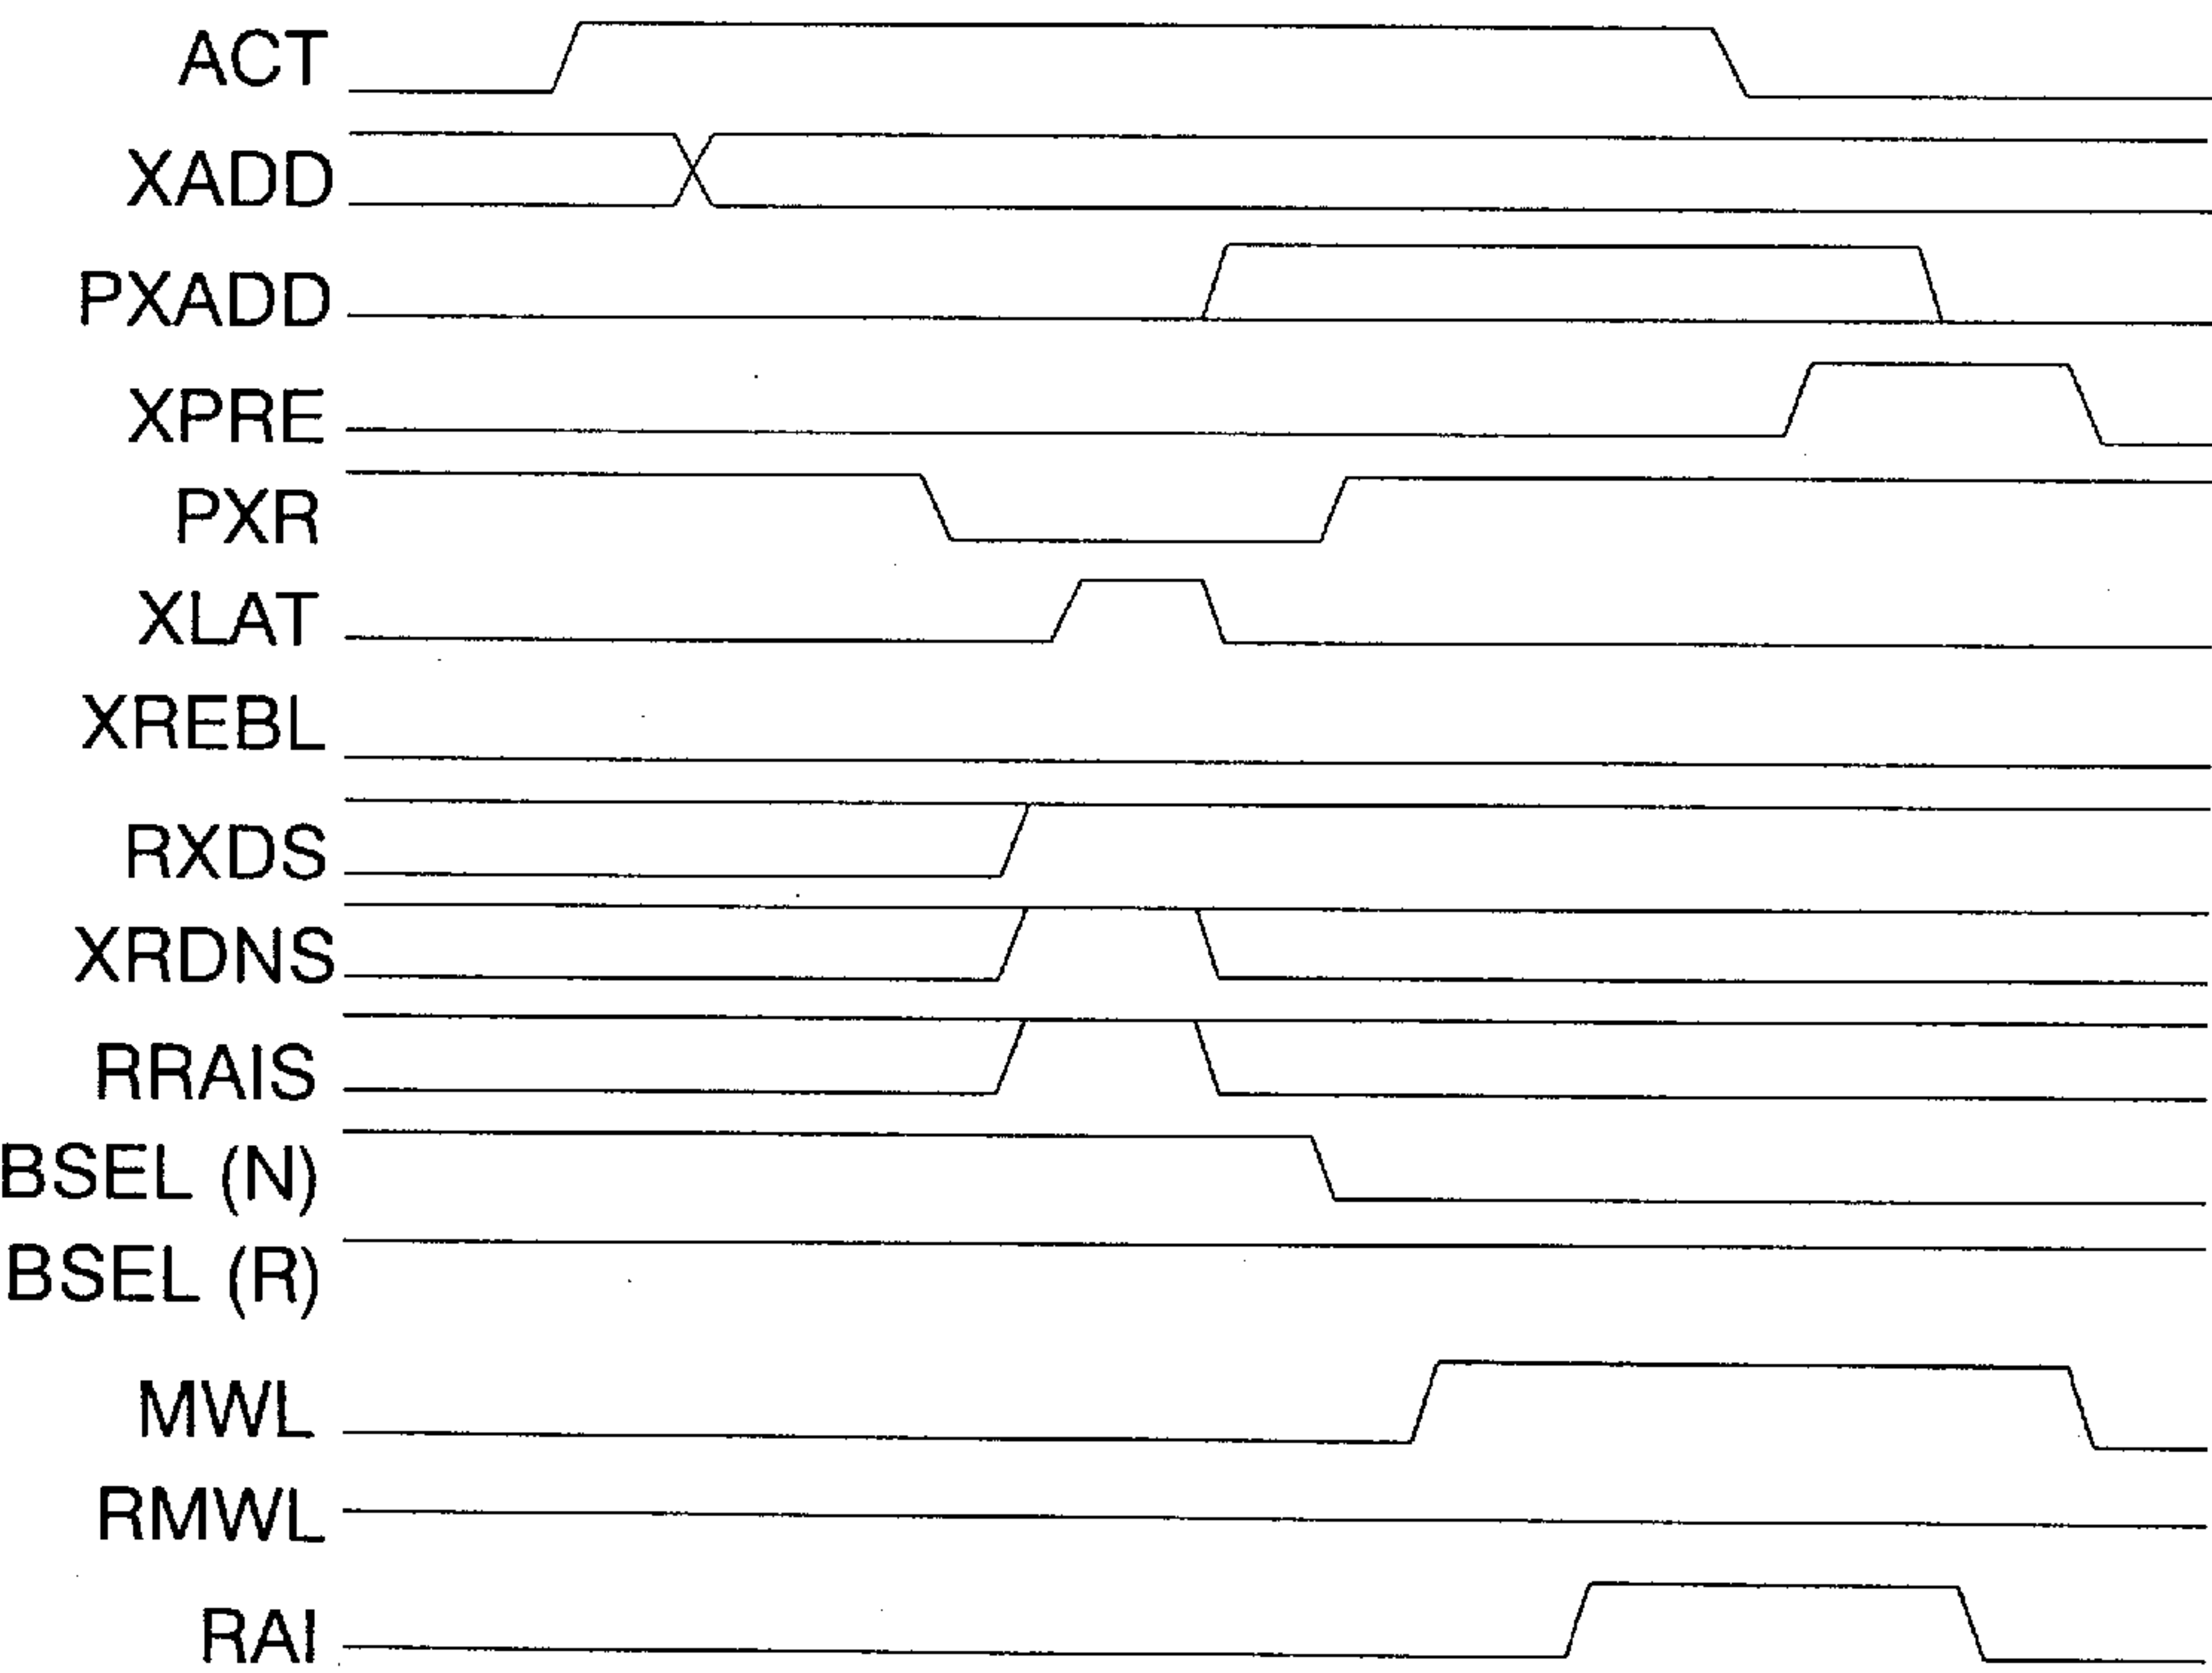 ACT
XADD
PXADD
XPRE
PXR
XLAT
XREBL
RXDS
XRDNS
RRAIS
BSEL (N)
BSEL (R)
MWL
RMWL
RAI